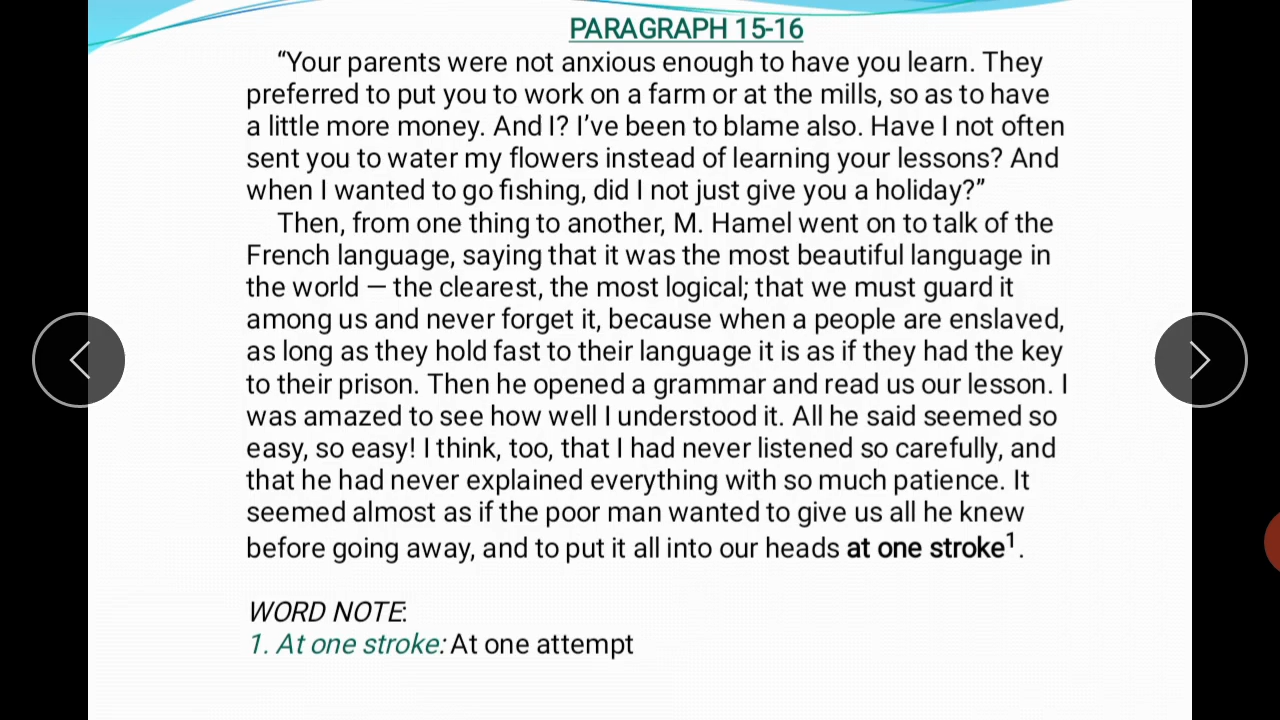 PARAGRAPH 15-16
“Your parents were not anxious enough to have you learn. They
preferred to put you to work on a farm or at the mills, so as to have
a little more money. And I? I’ve been to blame also. Have I not often
sent you to water my flowers instead of learning your lessons? And
when I wanted to go fishing, did I not just give you a holiday?”
Then, from one thing to another, M. Hamel went on to talk of the
French language, saying that it was the most beautiful language in
the world — the clearest, the most logical; that we must guard it
among us and never forget it, because when a people are enslaved,
as long as they hold fast to their language it is as if they had the key
to their prison. Then he opened a grammar and read us our lesson. I
was amazed to see how well I understood it. All he said seemed so
easy, so easy! I think, too, that I had never listened so carefully, and
that he had never explained everything with so much patience. It
seemed almost as if the poor man wanted to give us all he knew
before going away, and to put it all into our heads at one stroke¹.
WORD NOTE:
1. At one stroke: At one attempt